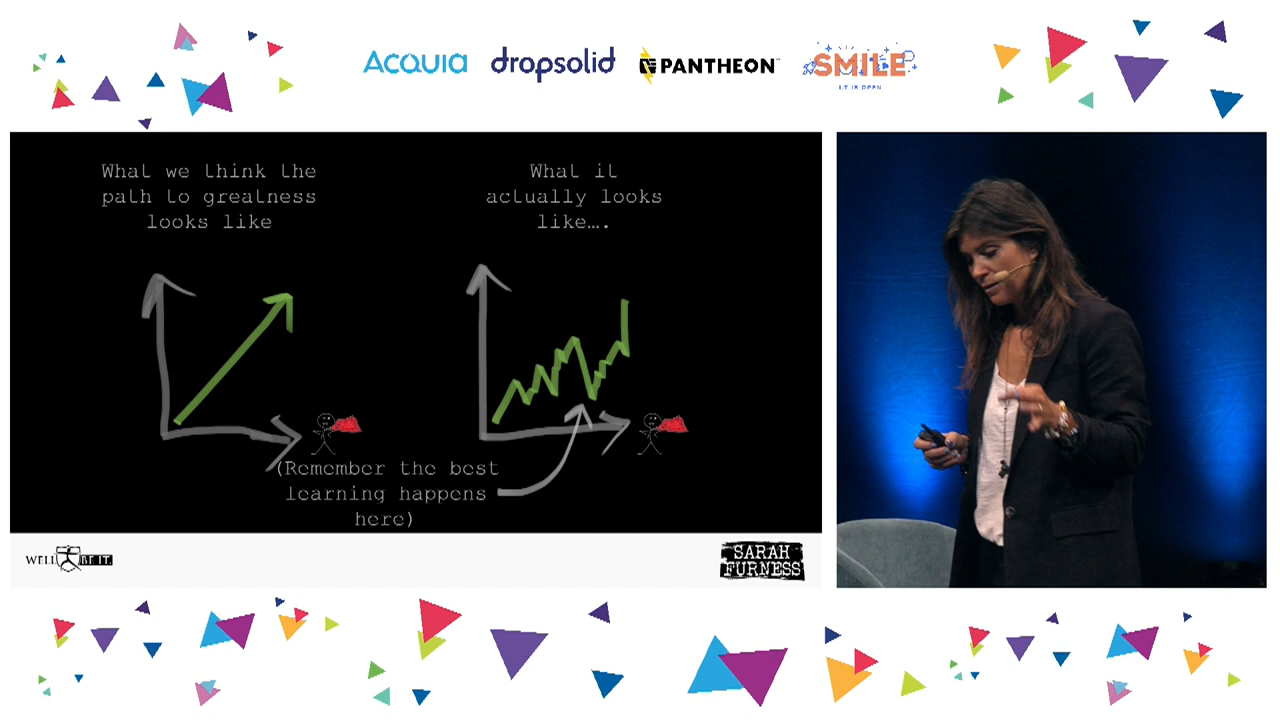 ACQUIA dropsolid PANTHEON SMILE
I.T IS OPEN
What we think the
path to greatness
looks like
What it
actually looks
like….
(Remember the best
learning happens
here)
WELL BE IT.
SARAH
FURNESS